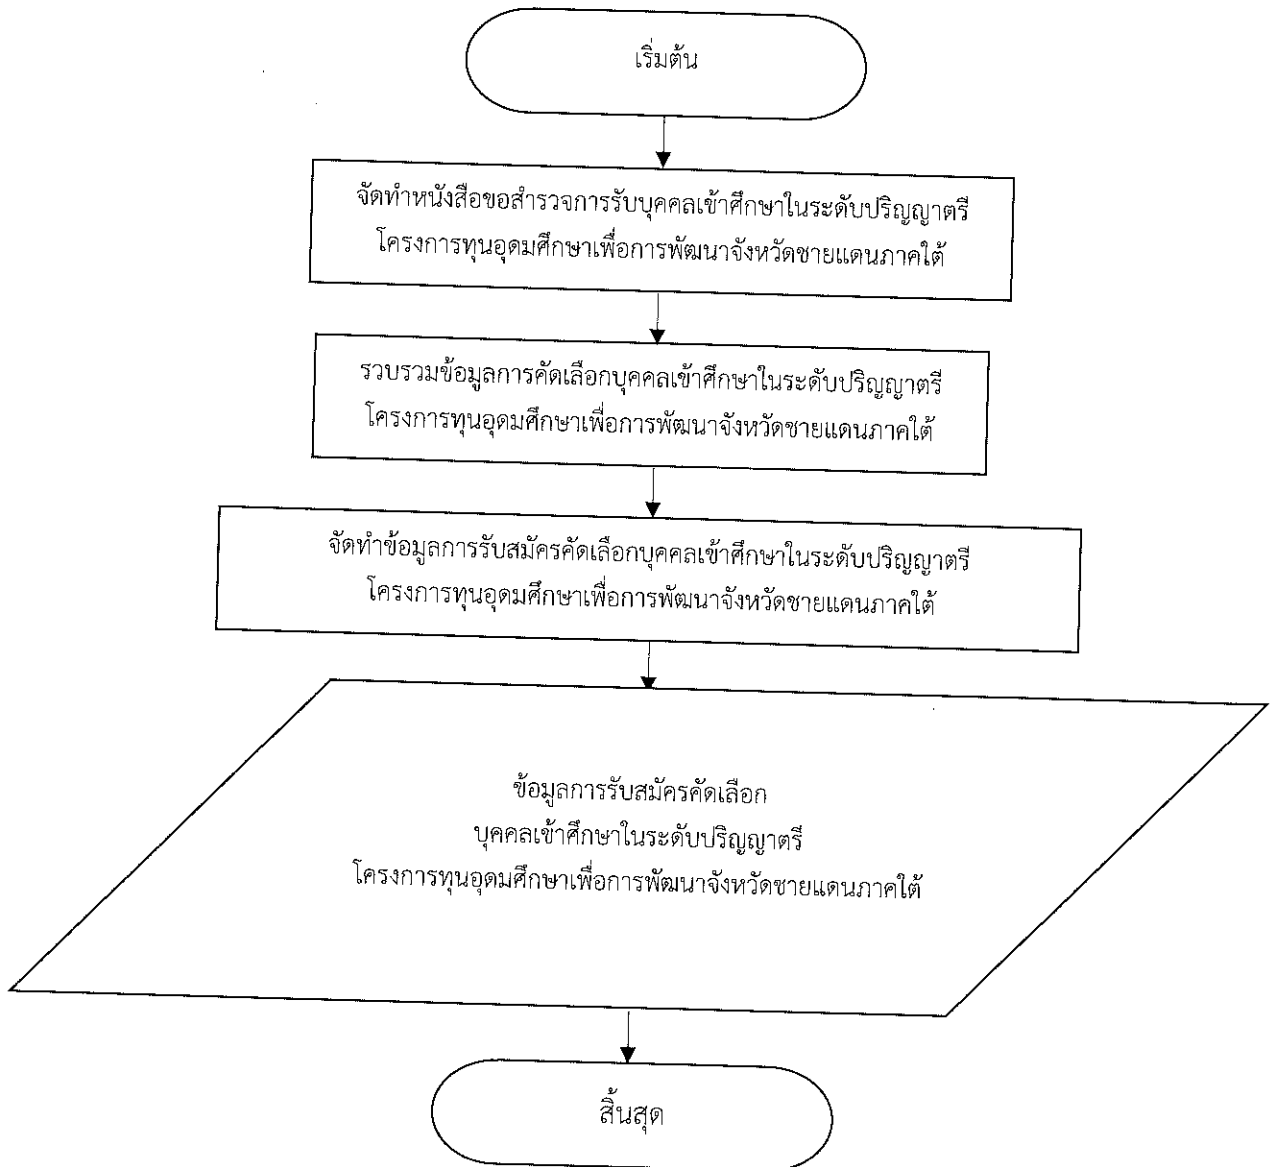 เริ่มต้น
จัดทำหนังสือขอสำรวจการรับบุคคลเข้าศึกษาในระดับปริญญาตรี
โครงการทุนอุดมศึกษาเพื่อการพัฒนาจังหวัดชายแดนภาคใต้
รวบรวมข้อมูลการคัดเลือกบุคคลเข้าศึกษาในระดับปริญญาตรี
โครงการทุนอุดมศึกษาเพื่อการพัฒนาจังหวัดชายแดนภาคใต้
จัดทำข้อมูลการรับสมัครคัดเลือกบุคคลเข้าศึกษาในระดับปริญญาตรี
โครงการทุนอุดมศึกษาเพื่อการพัฒนาจังหวัดชายแดนภาคใต้
ข้อมูลการรับสมัครคัดเลือก
บุคคลเข้าศึกษาในระดับปริญญาตรี
โครงการทุนอุดมศึกษาเพื่อการพัฒนาจังหวัดชายแดนภาคใต้
สิ้นสุด